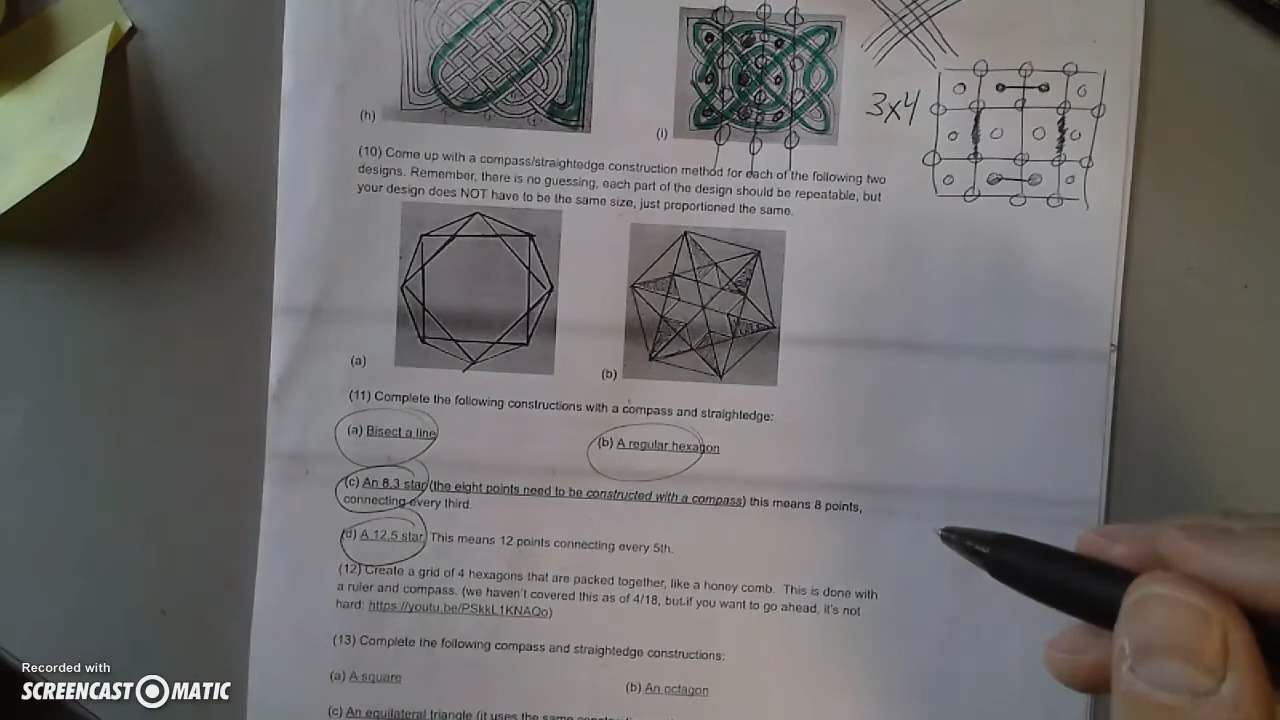 3x4
(h)
(i)
(10) Come up with a compass/straightedge construction method for each of the following two
designs. Remember, there is no guessing, each part of the design should be repeatable, but
your design does NOT have to be the same size, just proportioned the same.
(a)
(b)
(11) Complete the following constructions with a compass and straightedge:
(a) Bisect a line
(b) A regular hexagon
(c) An 8,3 star (the eight points need to be constructed with a compass) this means 8 points,
connecting every third.
(d) A 12,5 star. This means 12 points connecting every 5th.
(12) Create a grid of 4 hexagons that are packed together, like a honey comb. This is done with
a ruler and compass. (we haven't covered this as of 4/18, but if you want to go ahead, it's not
hard: https://youtu.be/PSkkL1KNAQo)
(13) Complete the following compass and straightedge constructions:
(a) A square
(b) An octagon
(c) An equilateral triangle (it uses the same
Recorded with
SCREENCAST O MATIC